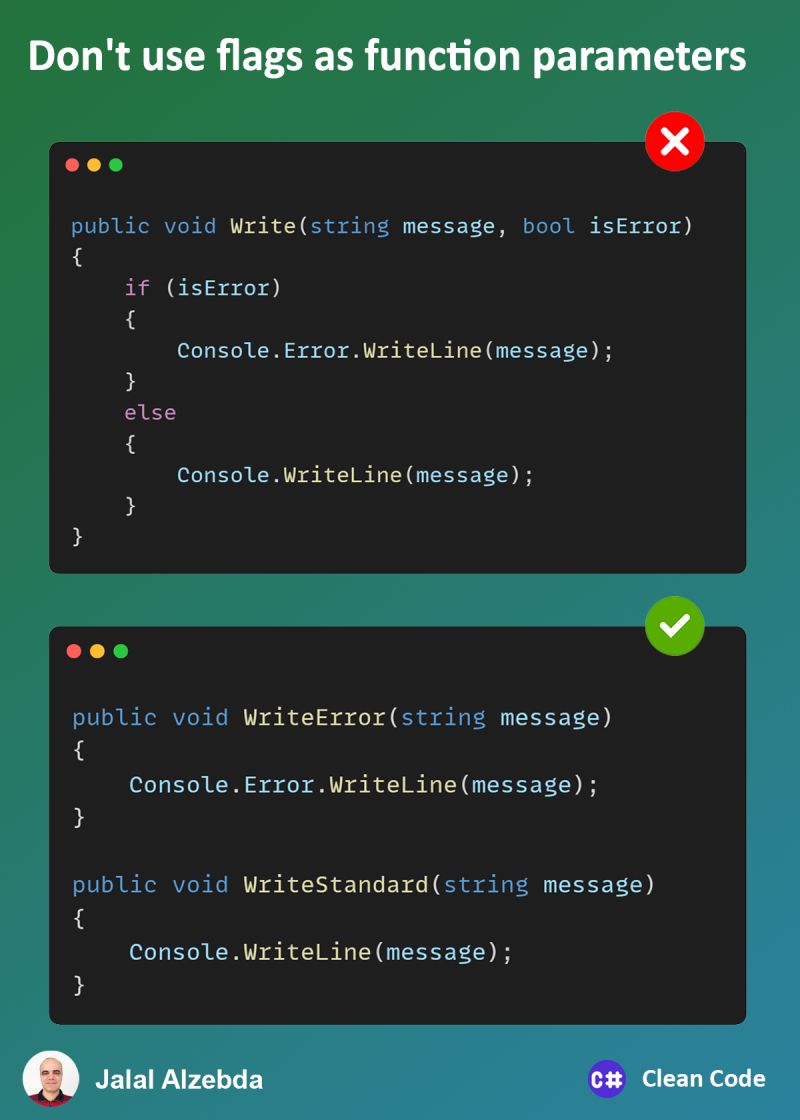 Don't use flags as function parameters
public void Write(string message, bool isError)
{
    if (isError)
    {
        Console.Error.WriteLine(message);
    }
    else
    {
        Console.WriteLine(message);
    }
}
public void WriteError(string message)
{
    Console.Error.WriteLine(message);
}
public void WriteStandard(string message)
{
    Console.WriteLine(message);
}
Jalal Alzebda
C# Clean Code